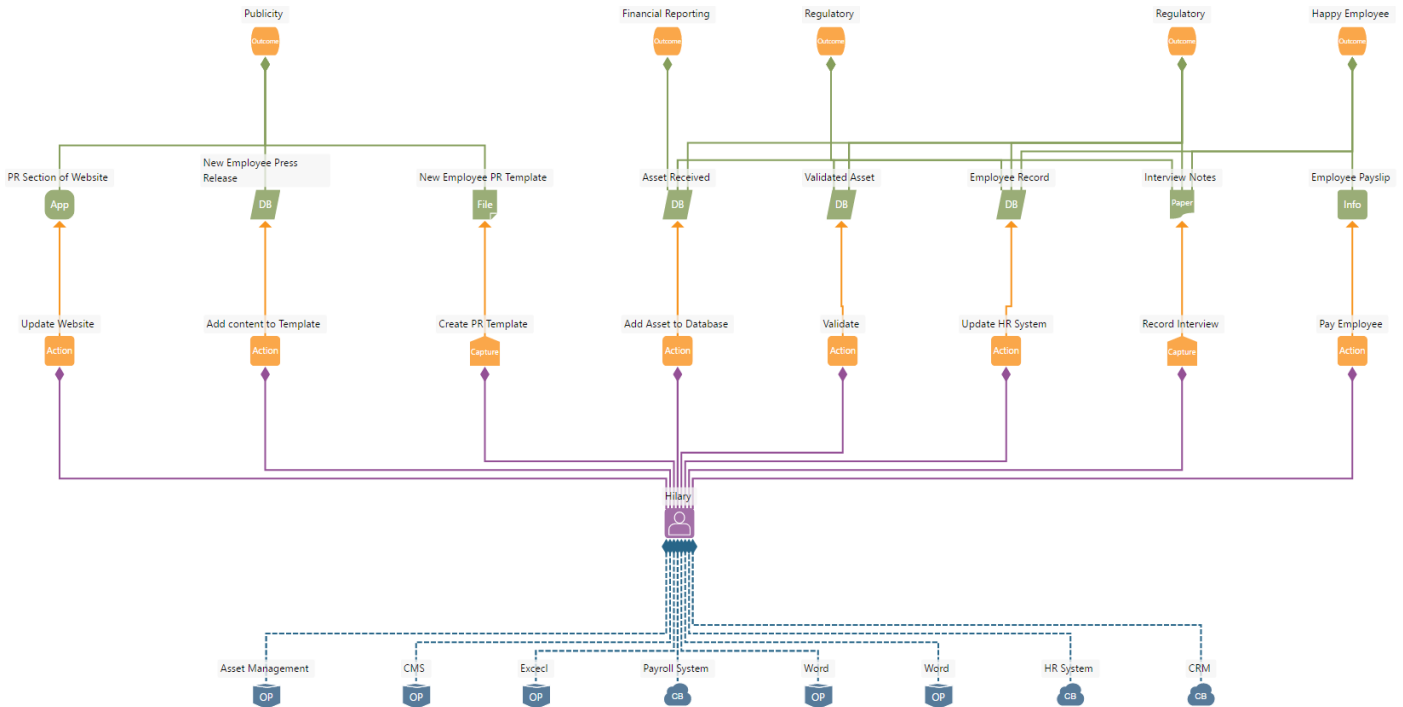 Publicity
Financial Reporting
Regulatory
Regulatory
Happy Employee
Outcome
Outcome
Outcome
Outcome
Outcome
PR Section of Website
New Employee Press
Release
New Employee PR Template
Asset Received
Validated Asset
Employee Record
Interview Notes
Employee Payslip
App
DB
File
DB
DB
DB
Paper
Info
Update Website
Add content to Template
Create PR Template
Add Asset to Database
Validate
Update HR System
Record Interview
Pay Employee
Action
Action
Capture
Action
Action
Action
Capture
Action
Hilary
Asset Management
CMS
Excecl
Payroll System
Word
Word
HR System
CRM
OP
OP
OP
CB
OP
OP
CB
CB